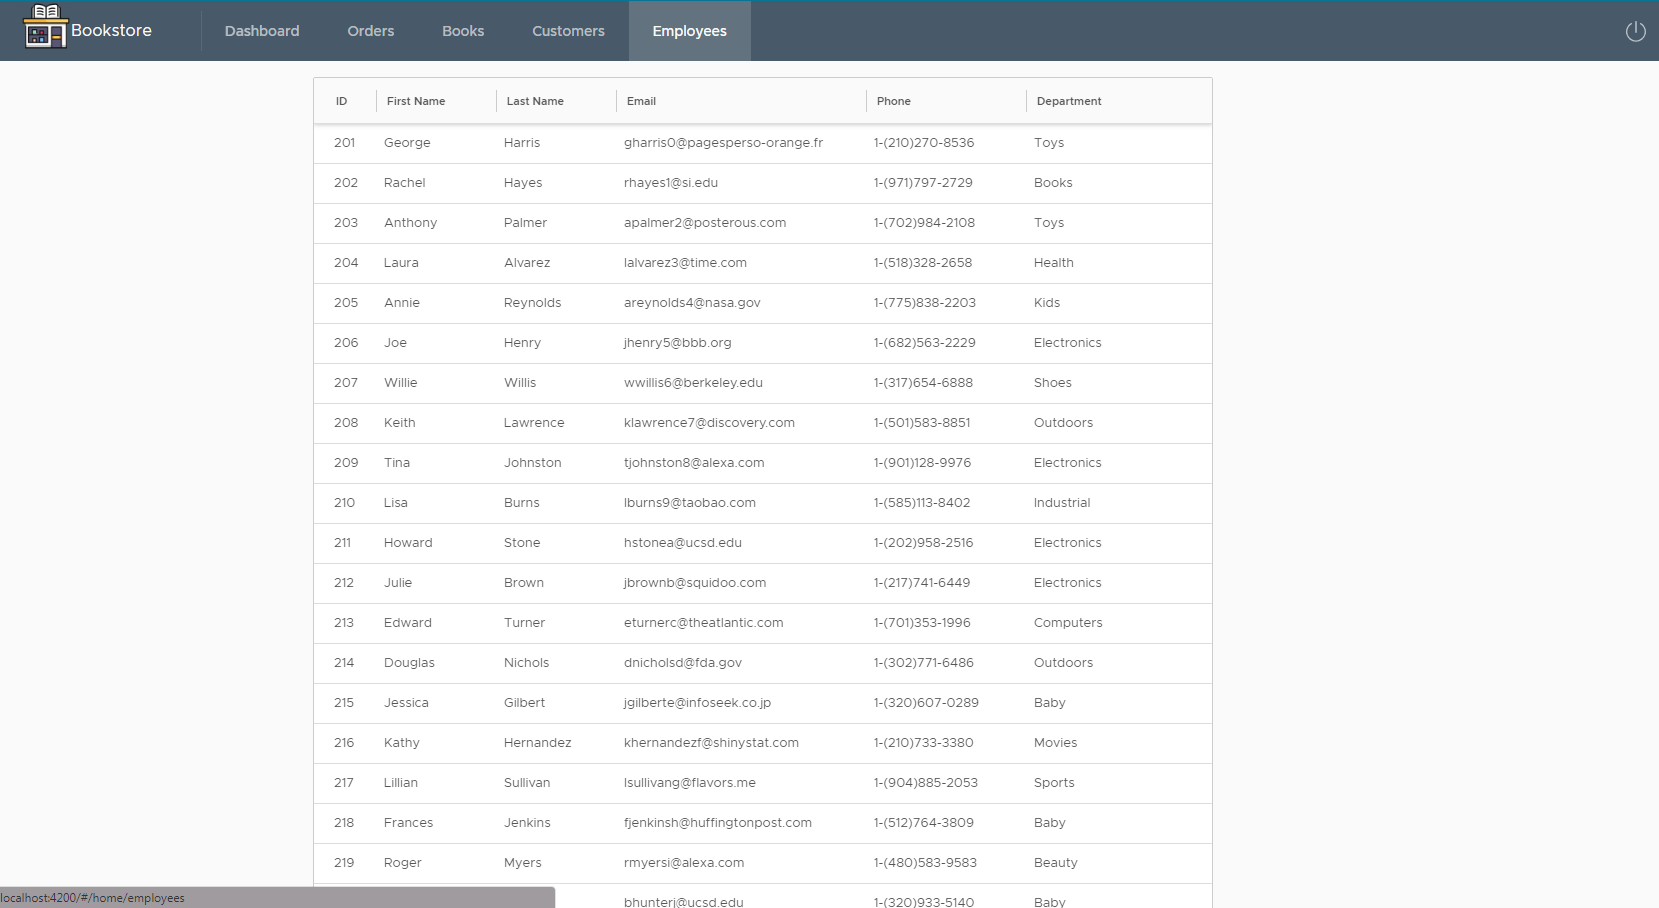 Bookstore Dashboard Orders Books Customers Employees
ID First Name Last Name Email Phone Department
201 George Harris gharris0@pagesperso-orange.fr 1-(210)270-8536 Toys
202 Rachel Hayes rhayes1@si.edu 1-(971)797-2729 Books
203 Anthony Palmer apalmer2@posterous.com 1-(702)984-2108 Toys
204 Laura Alvarez lalvarez3@time.com 1-(518)328-2658 Health
205 Annie Reynolds areynolds4@nasa.gov 1-(775)838-2203 Kids
206 Joe Henry jhenry5@bbb.org 1-(682)563-2229 Electronics
207 Willie Willis wwillis6@berkeley.edu 1-(317)654-6888 Shoes
208 Keith Lawrence klawrence7@discovery.com 1-(501)583-8851 Outdoors
209 Tina Johnston tjohnston8@alexa.com 1-(901)128-9976 Electronics
210 Lisa Burns lburns9@taobao.com 1-(585)113-8402 Industrial
211 Howard Stone hstonea@ucsd.edu 1-(202)958-2516 Electronics
212 Julie Brown jbrownb@squidoo.com 1-(217)741-6449 Electronics
213 Edward Turner eturnerc@theatlantic.com 1-(701)353-1996 Computers
214 Douglas Nichols dnicholsd@fda.gov 1-(302)771-6486 Outdoors
215 Jessica Gilbert jgilberte@infoseek.co.jp 1-(320)607-0289 Baby
216 Kathy Hernandez khernandezf@shinystat.com 1-(210)733-3380 Movies
217 Lillian Sullivan lsullivang@flavors.me 1-(904)885-2053 Sports
218 Frances Jenkins fjenkinsh@huffingtonpost.com 1-(512)764-3809 Baby
219 Roger Myers rmyersi@alexa.com 1-(480)583-9583 Beauty
bhunterj@ucsd.edu 1-(320)933-5140 Baby
localhost:4200/#/home/employees